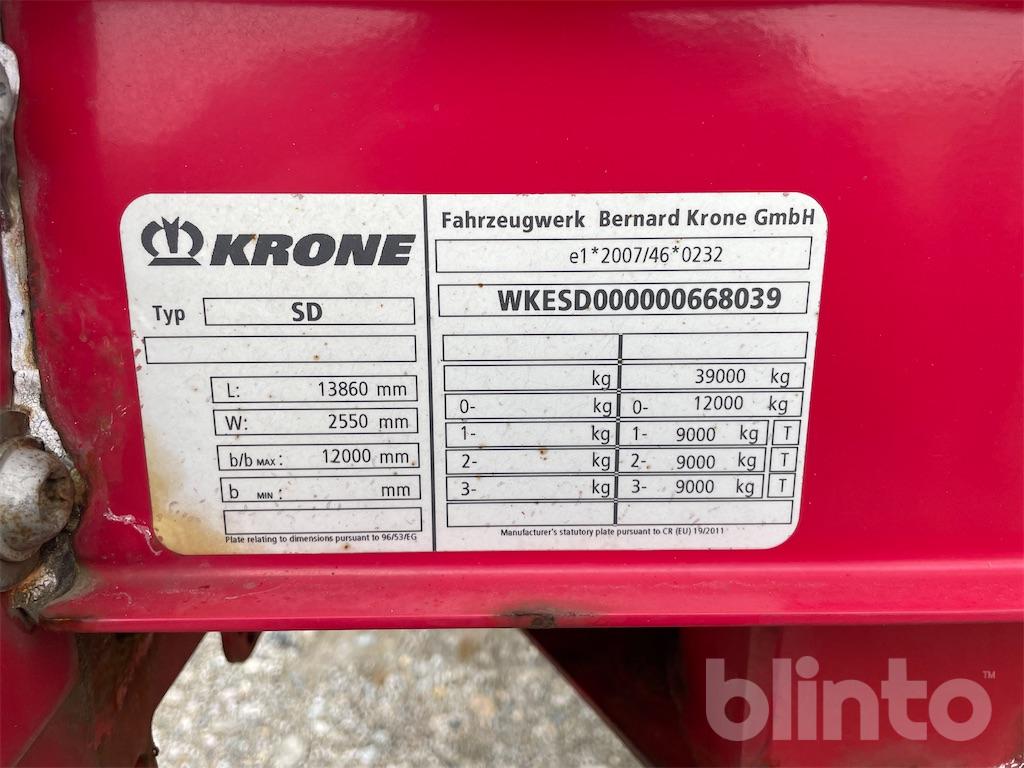 KRONE
Typ SD
L: 13860 mm
W: 2550 mm
b/b MAX : 12000 mm
b MIN : mm
Plate relating to dimensions pursuant to 96/53/EG
Fahrzeugwerk Bernard Krone GmbH
e1*2007/46*0232
WKESD000000668039
kg 39000 kg
0- kg 0- 12000 kg
1- kg 1- 9000 kg T
2- kg 2- 9000 kg T
3- kg 3- 9000 kg T
Manufacturer's statutory plate pursuant to CR (EU) 19/2011
blinto™